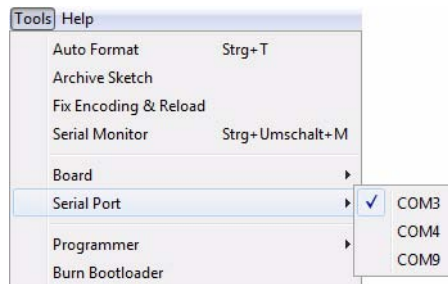 Tools Help
Auto Format Strg+T
Archive Sketch
Fix Encoding & Reload
Serial Monitor Strg+Umschalt+M
Board
Serial Port
COM3
COM4
COM9
Programmer
Burn Bootloader